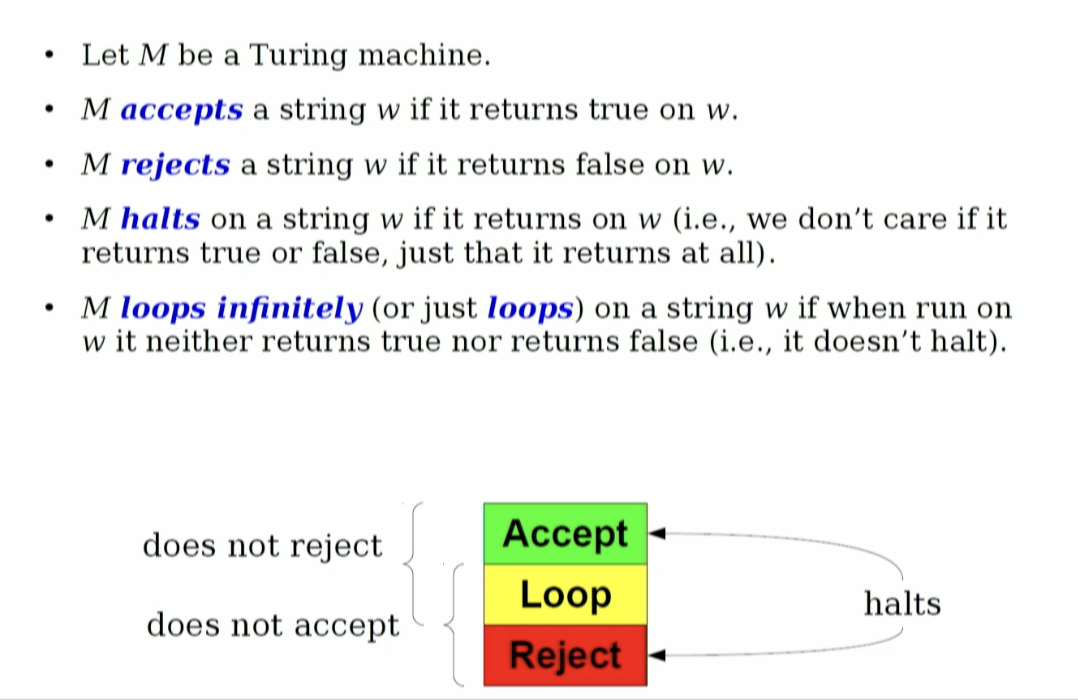 • Let M be a Turing machine.
• M accepts a string w if it returns true on w.
• M rejects a string w if it returns false on w.
• M halts on a string w if it returns on w (i.e., we don’t care if it
returns true or false, just that it returns at all).
• M loops infinitely (or just loops) on a string w if when run on
w it neither returns true nor returns false (i.e., it doesn’t halt).
does not reject
does not accept
Accept
Loop
Reject
halts